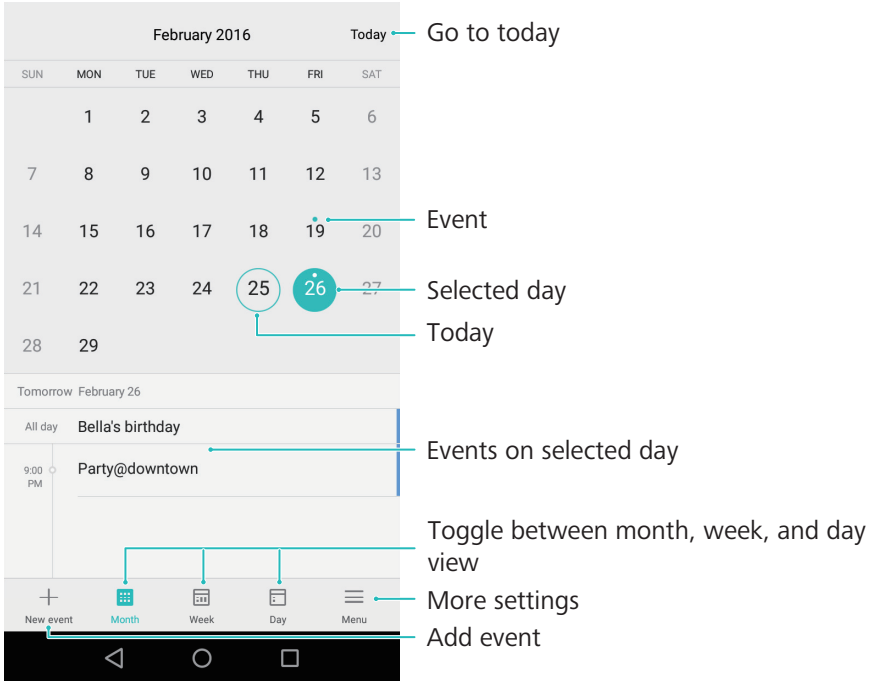 February 2016 Today
Go to today
SUN MON TUE WED THU FRI SAT
1 2 3 4 5 6
7 8 9 10 11 12 13
14 15 16 17 18 19 20
Event
21 22 23 24 25 26 27
Selected day
Today
28 29
Tomorrow February 26
All day Bella's birthday
Events on selected day
9:00 PM Party@downtown
Toggle between month, week, and day
view
New event Month Week Day Menu
More settings
Add event